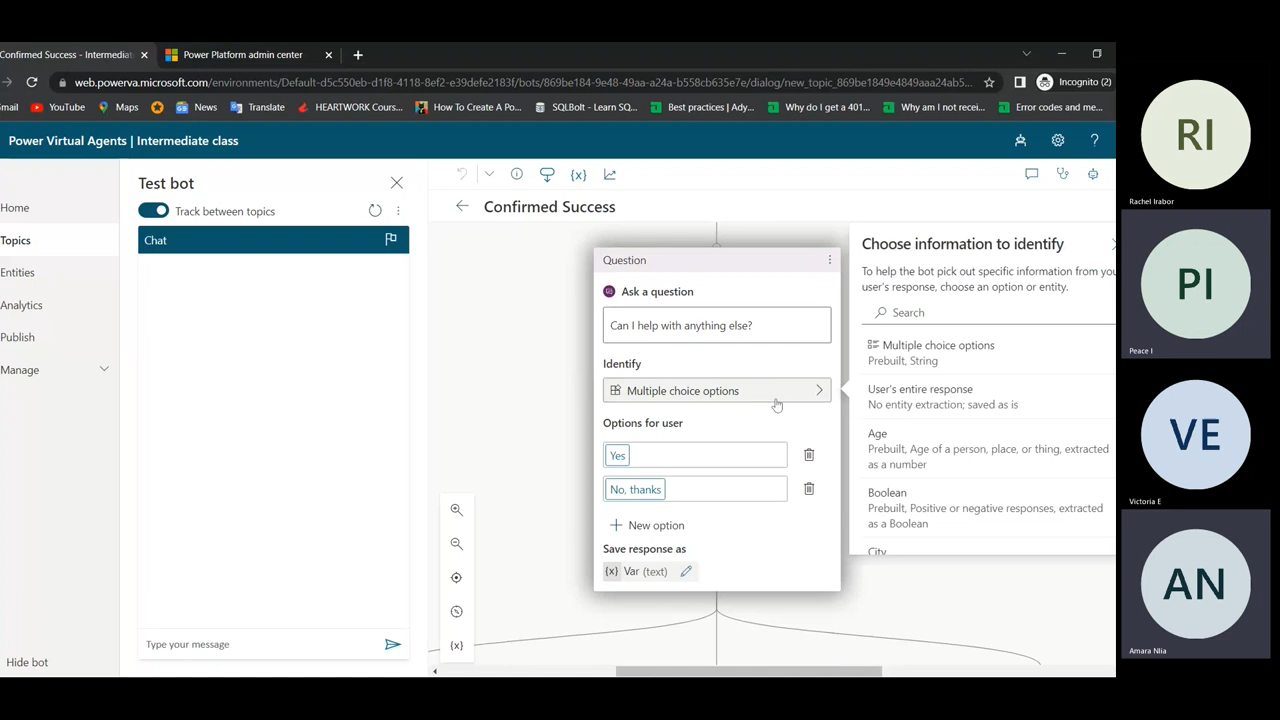 Confirmed Success - Intermediat
Power Platform admin center
web.powerva.microsoft.com/environments/Default-d5c550eb-d1f8-4118-8ef2-e39defe2183f/bots/869be184-9e48-49aa-a24a-b558cb635e7e/dialog/new_topic_869be1849e4849aaa24ab5...
Incognito (2)
mail
YouTube
Maps
News
Translate
HEARTWORK Cours...
How To Create A Po...
SQLBolt - Learn SQ...
Best practices | Ady...
Why do I get a 401...
Why am I not recei...
Error codes and me...
Power Virtual Agents | Intermediate class
Home
Topics
Entities
Analytics
Publish
Manage
Hide bot
Test bot
Track between topics
Chat
Type your message
{x}
Confirmed Success
Question
Ask a question
Can I help with anything else?
Identify
Multiple choice options
Options for user
Yes
No, thanks
New option
Save response as
{x} Var (text)
{x}
Choose information to identify
To help the bot pick out specific information from you
user's response, choose an option or entity.
Search
Multiple choice options
Prebuilt, String
User's entire response
No entity extraction; saved as is
Age
Prebuilt, Age of a person, place, or thing, extracted
as a number
Boolean
Prebuilt, Positive or negative responses, extracted
as a Boolean
City
RI
Rachel Irabor
PI
Peace I
VE
Victoria E
AN
Amara Nlia